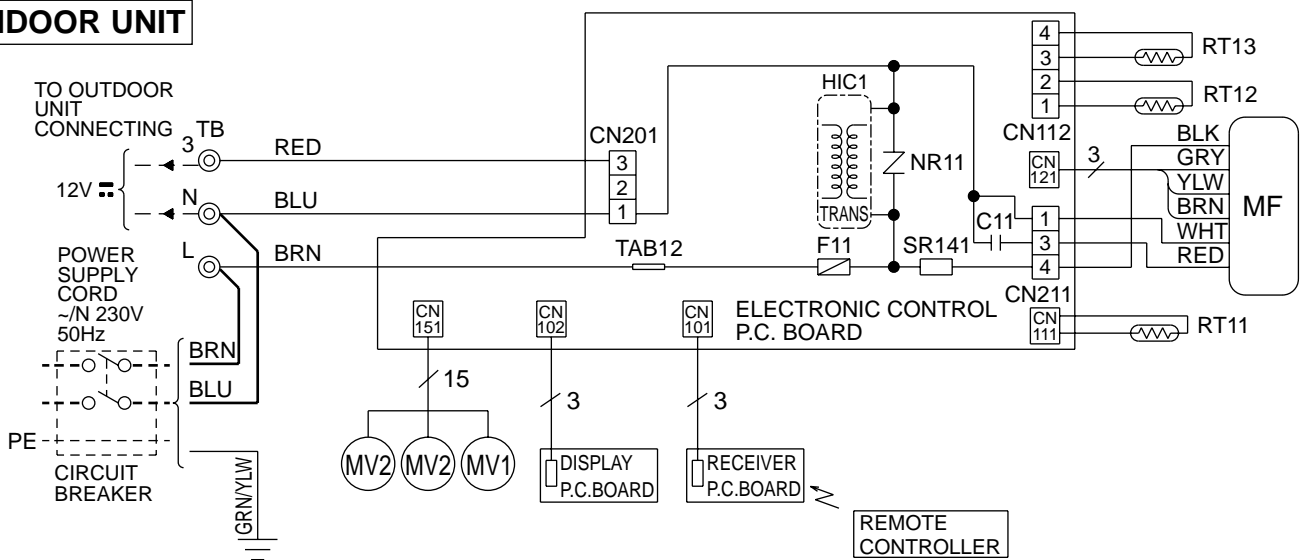 NDOOR UNIT
TO OUTDOOR
UNIT
CONNECTING
TB
3
12V
N
L
RED
BLU
BRN
CN201
3
2
1
POWER
SUPPLY
CORD
~/N 230V
50Hz
BRN
BLU
PE
CIRCUIT
BREAKER
GRN/YLW
TAB12
HIC1
TRANS
NR11
F11
SR141
C11
4
3
2
1
CN112
RT13
RT12
CN
121
3
BLK
GRY
YLW
BRN
WHT
RED
MF
1
3
4
CN211
CN
111
RT11
ELECTRONIC CONTROL
P.C. BOARD
CN
151
CN
102
CN
101
15
3
3
MV2
MV2
MV1
DISPLAY
P.C.BOARD
RECEIVER
P.C.BOARD
REMOTE
CONTROLLER